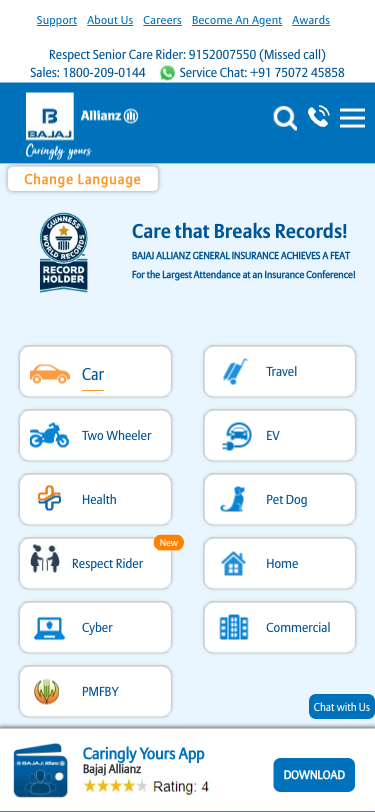 Support About Us Careers Become An Agent Awards
Respect Senior Care Rider: 9152007550 (Missed call)
Sales: 1800-209-0144 Service Chat: +91 75072 45858
B
BAJAJ
Allianz
Caringly yours
Change Language
GUINNESS
WORLD RECORDS
RECORD
HOLDER
Care that Breaks Records!
BAJAJ ALLIANZ GENERAL INSURANCE ACHIEVES A FEAT
For the Largest Attendance at an Insurance Conference!
Car
Travel
Two Wheeler
EV
Health
Pet Dog
New
Respect Rider
Home
Cyber
Commercial
PMFBY
Chat with Us
BAJAJ Allianz
Caringly Yours App
Bajaj Allianz
Rating: 4
DOWNLOAD